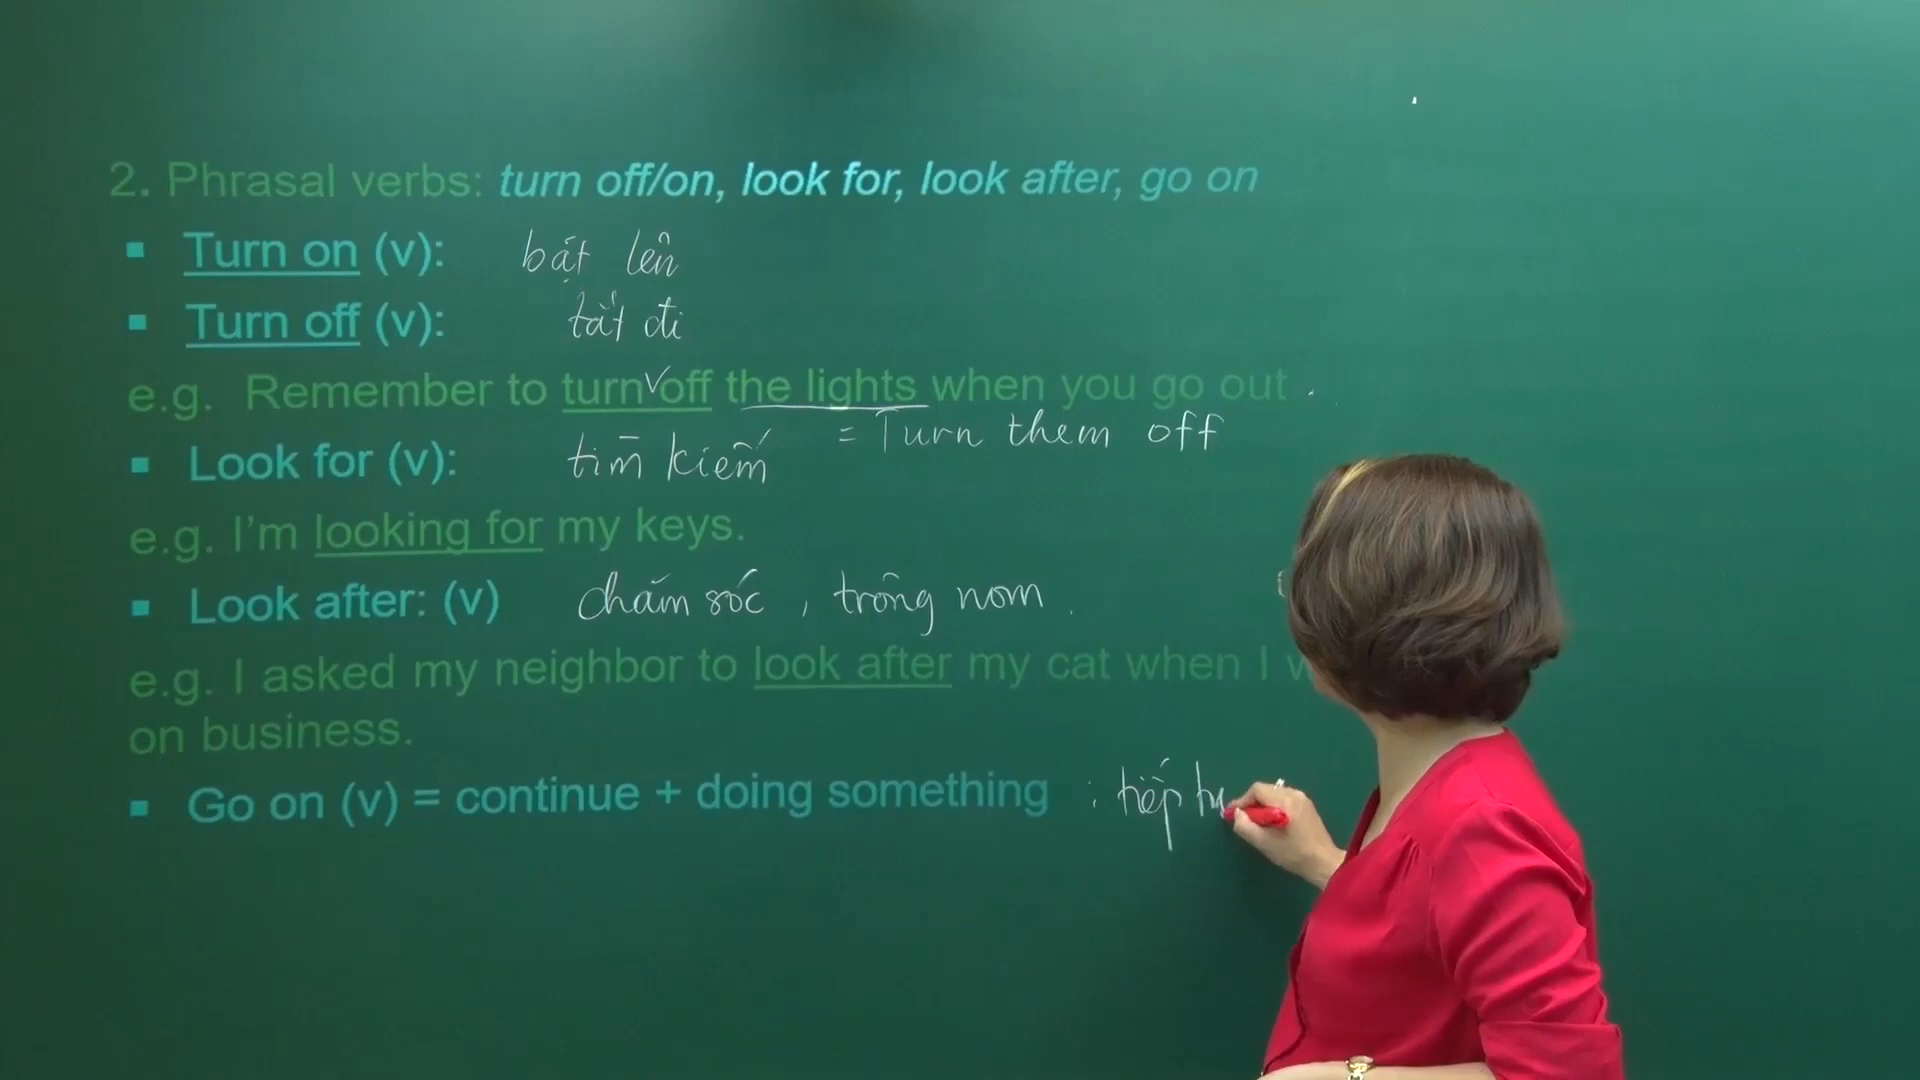 2. Phrasal verbs: turn off/on, look for, look after, go on
▪ Turn on (v): bật lên
▪ Turn off (v): tắt đi
e.g. Remember to turn off the lights when you go out .
= Turn them off
▪ Look for (v): tìm kiếm
e.g. I’m looking for my keys.
▪ Look after: (v) chăm sóc , trông nom .
e.g. I asked my neighbor to look after my cat when I
on business.
▪ Go on (v) = continue + doing something : tiếp